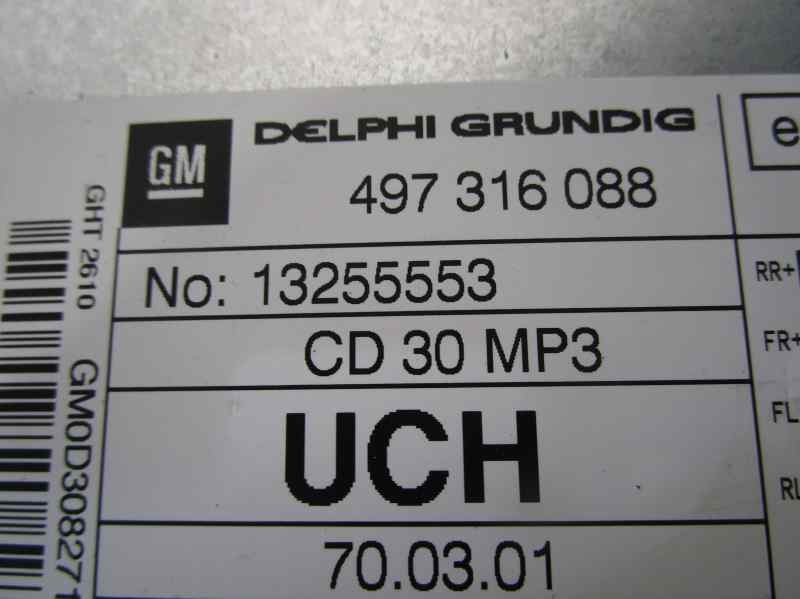 GM
DELPHI GRUNDIG
497 316 088
No: 13255553
CD 30 MP3
UCH
70.03.01
GHT 2610
GM0D308271
e
RR+
FR+
FL
RL